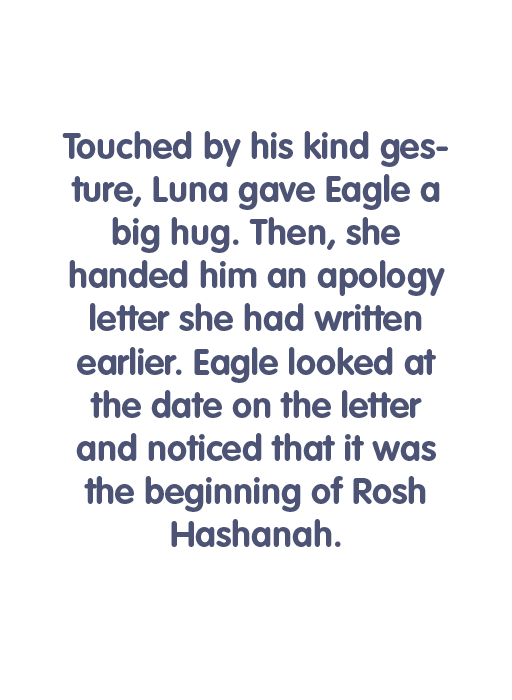 Touched by his kind ges-
ture, Luna gave Eagle a
big hug. Then, she
handed him an apology
letter she had written
earlier. Eagle looked at
the date on the letter
and noticed that it was
the beginning of Rosh
Hashanah.